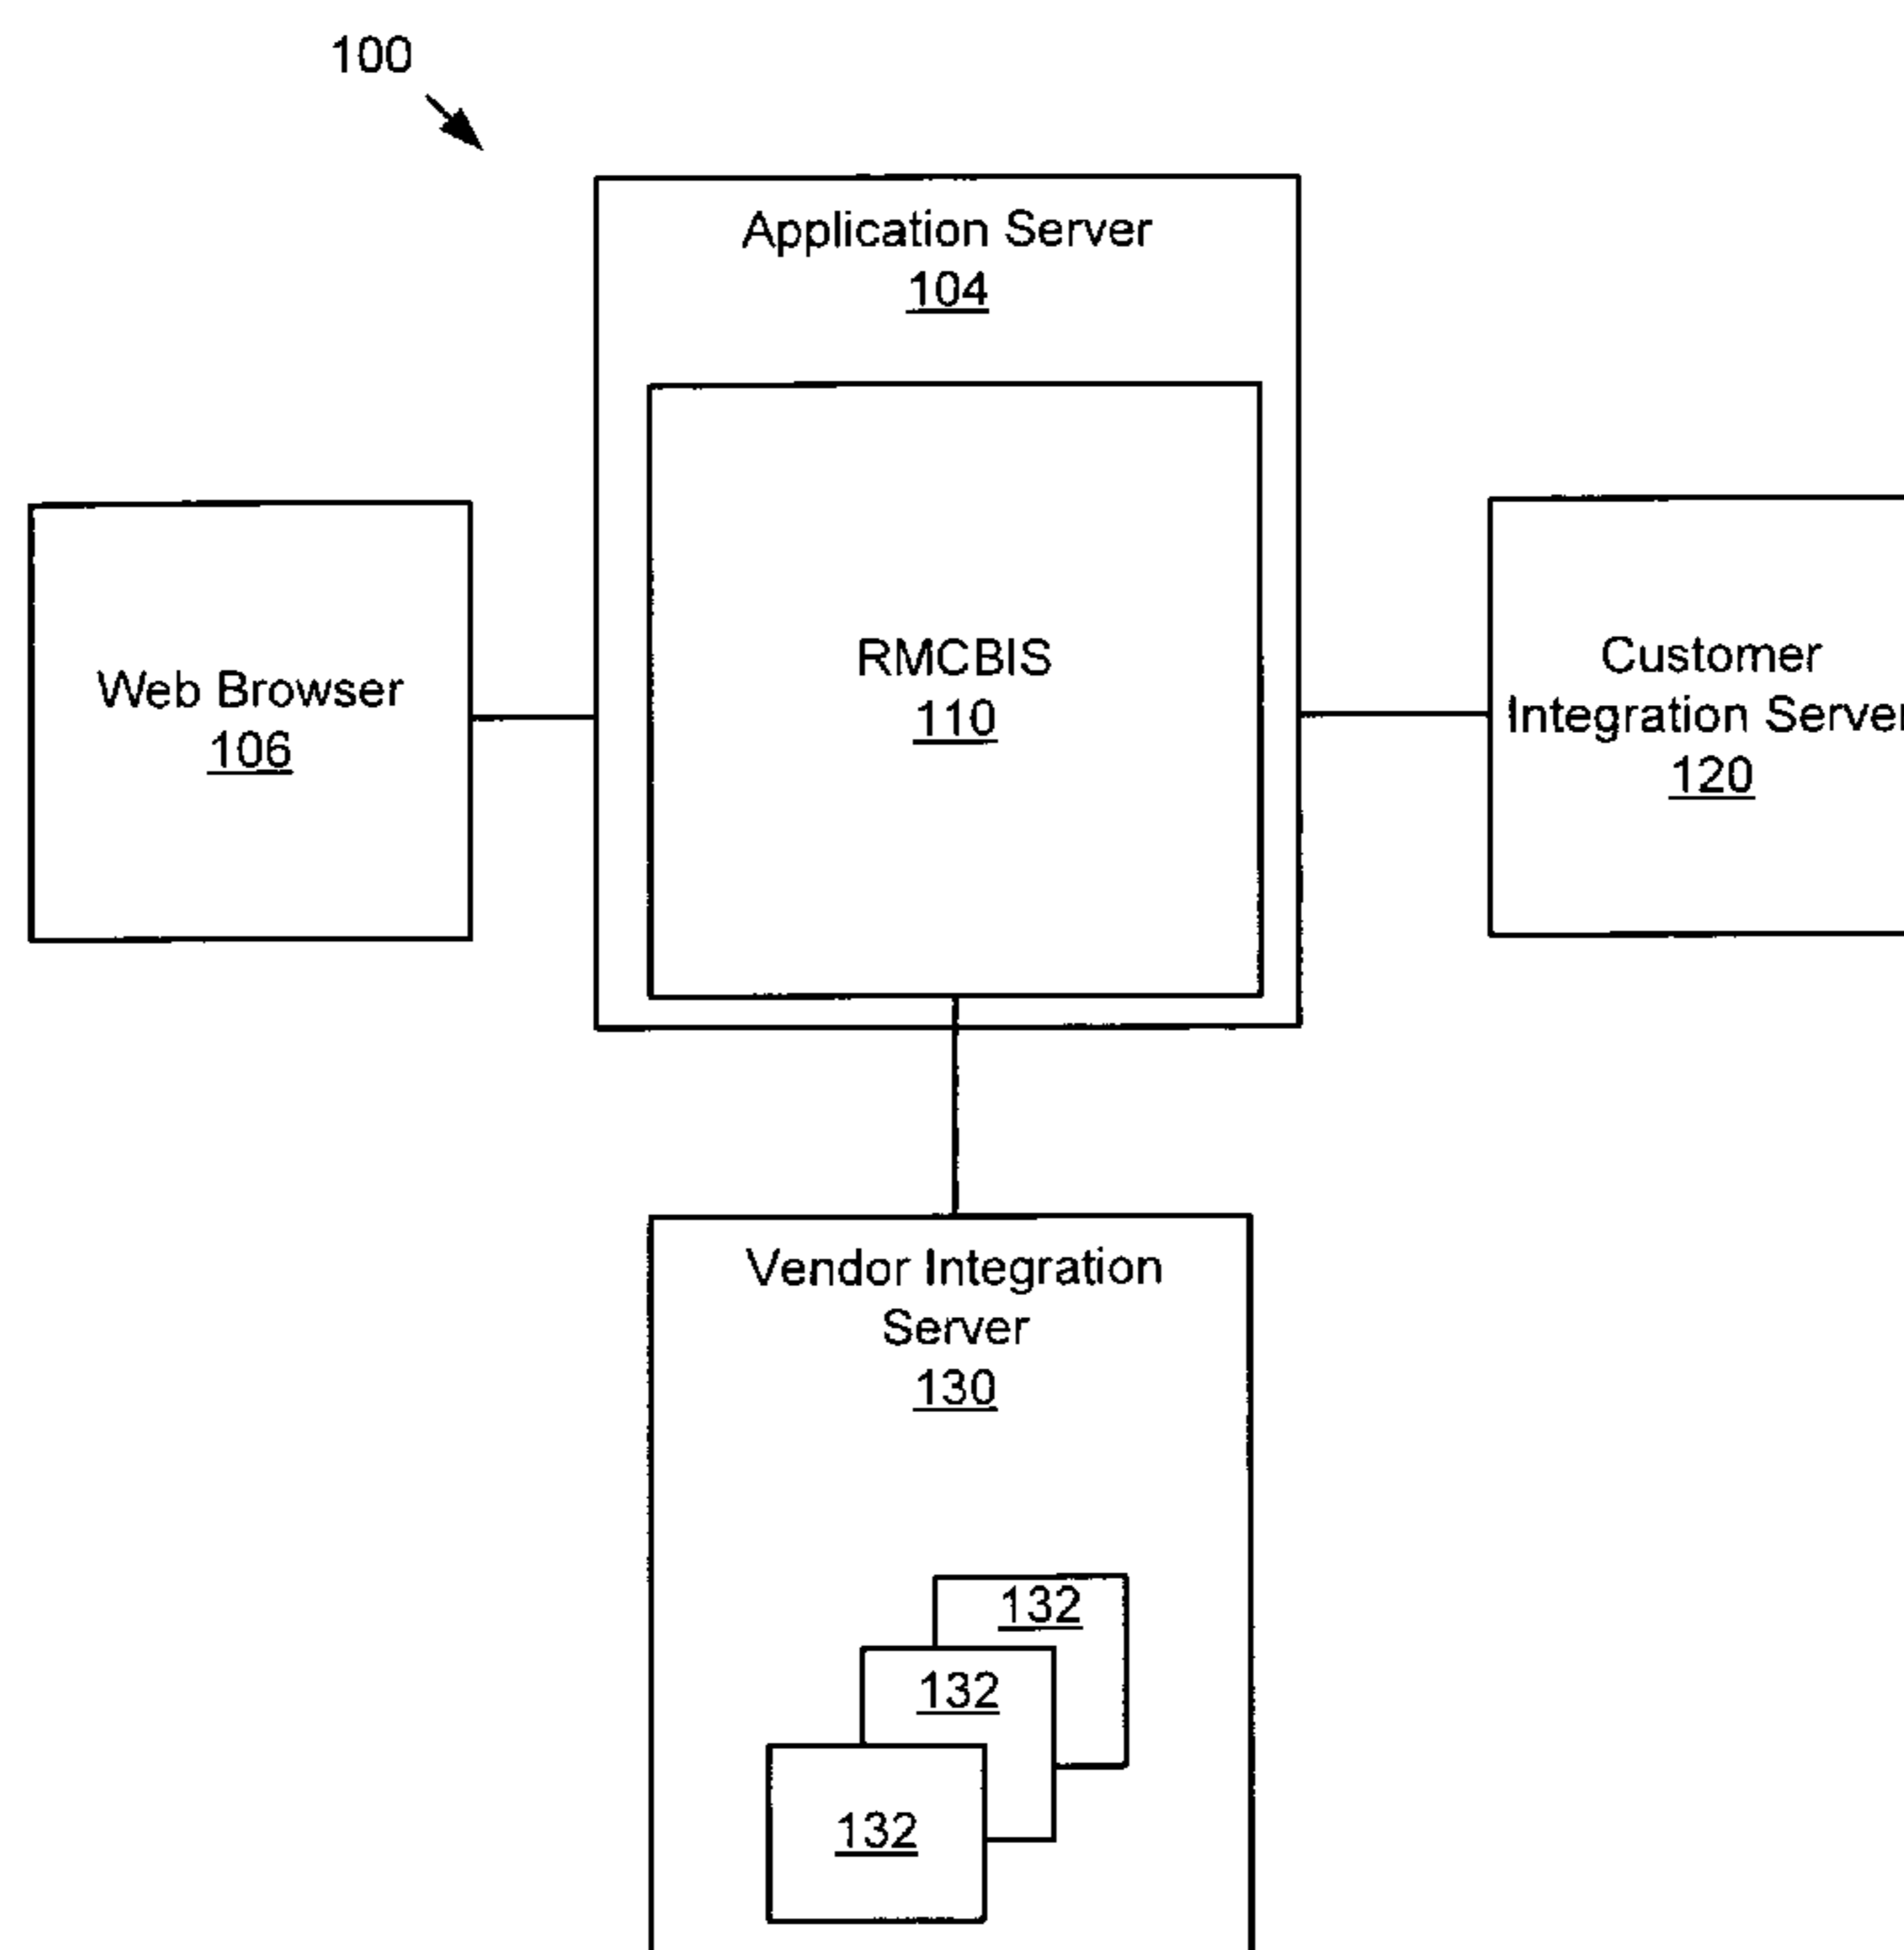 100
Application Server
104
RMCBIS
110
Web Browser
106
Customer
Integration Server
120
Vendor Integration
Server
130
132
132
132